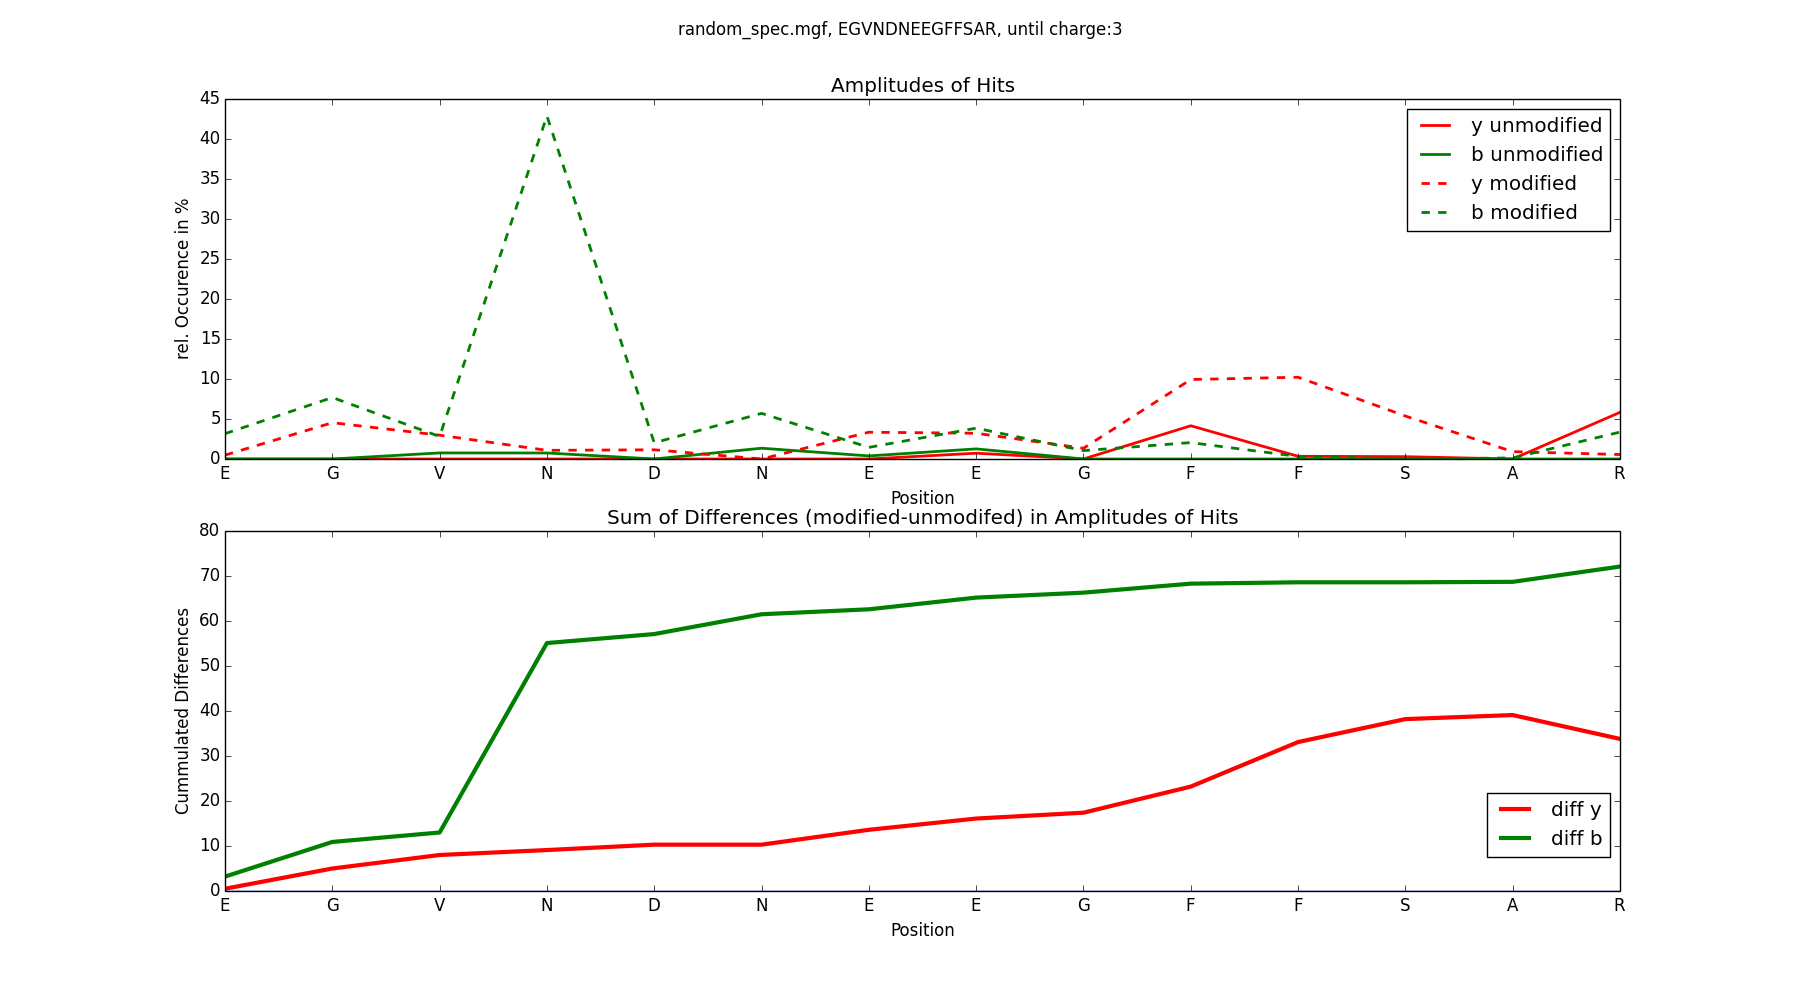 random_spec.mgf, EGVNDNEEGFFSAR, until charge:3
Amplitudes of Hits
45
40
35
30
25
20
15
10
5
0
rel. Occurence in %
y unmodified
b unmodified
y modified
b modified
E G V N D N E E G F F S A R
Position
Sum of Differences (modified-unmodifed) in Amplitudes of Hits
80
70
60
50
40
30
20
10
0
Cummulated Differences
diff y
diff b
E G V N D N E E G F F S A R
Position